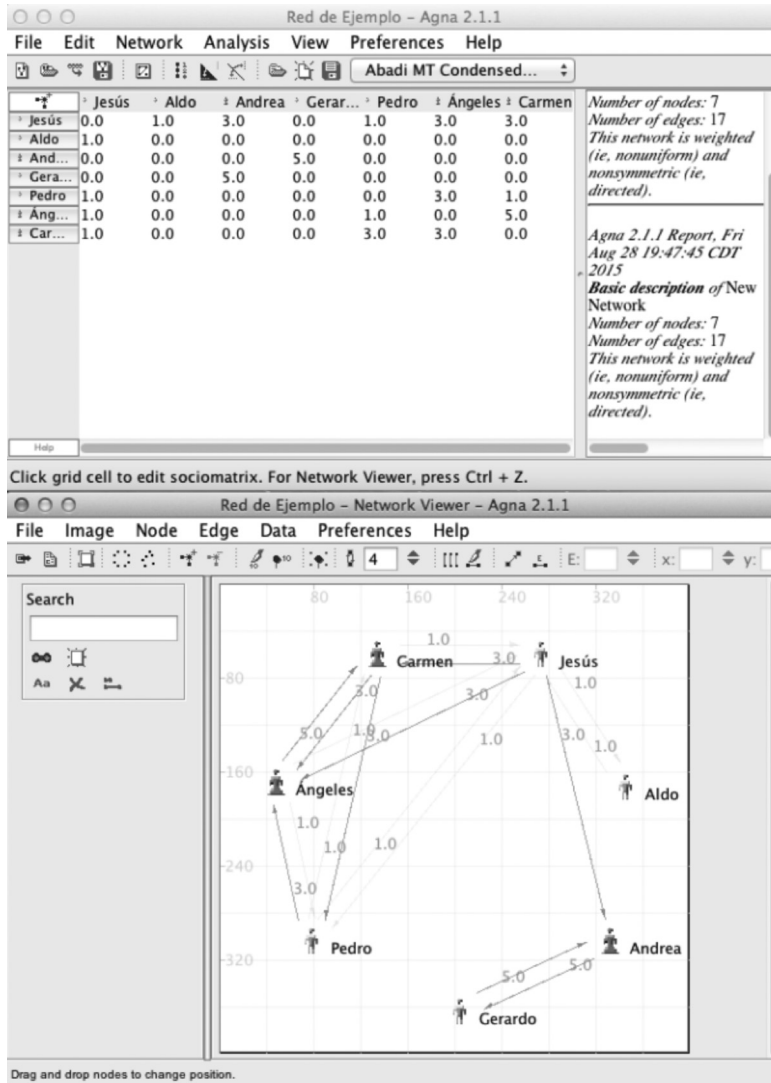 Red de Ejemplo – Agna 2.1.1
File Edit Network Analysis View Preferences Help
Abadi MT Condensed...
Jesús Aldo Andrea Gerar... Pedro Ángeles Carmen
Jesús 0.0 1.0 3.0 0.0 1.0 3.0 3.0
Aldo 1.0 0.0 0.0 0.0 0.0 0.0 0.0
And... 0.0 0.0 0.0 5.0 0.0 0.0 0.0
Gera... 0.0 0.0 5.0 0.0 0.0 0.0 0.0
Pedro 1.0 0.0 0.0 0.0 0.0 3.0 1.0
Áng... 1.0 0.0 0.0 0.0 1.0 0.0 5.0
Car... 1.0 0.0 0.0 0.0 3.0 3.0 0.0
Help
Number of nodes: 7
Number of edges: 17
This network is weighted
(ie, nonuniform) and
nonsymmetric (ie,
directed).
Agna 2.1.1 Report, Fri
Aug 28 19:47:45 CDT
2015
Basic description of New
Network
Number of nodes: 7
Number of edges: 17
This network is weighted
(ie, nonuniform) and
nonsymmetric (ie,
directed).
Click grid cell to edit sociomatrix. For Network Viewer, press Ctrl + Z.
Red de Ejemplo – Network Viewer – Agna 2.1.1
File Image Node Edge Data Preferences Help
4 E: x: y:
Search
Aa
80 160 240 320
1.0
Carmen 3.0 Jesús
-80 3.0 3.0 1.0
5.0 1.0 3.0 1.0 3.0 1.0
-160
Ángeles Aldo
1.0
1.0 1.0
-240
3.0
Pedro Andrea
-320 5.0 5.0
Gerardo
Drag and drop nodes to change position.